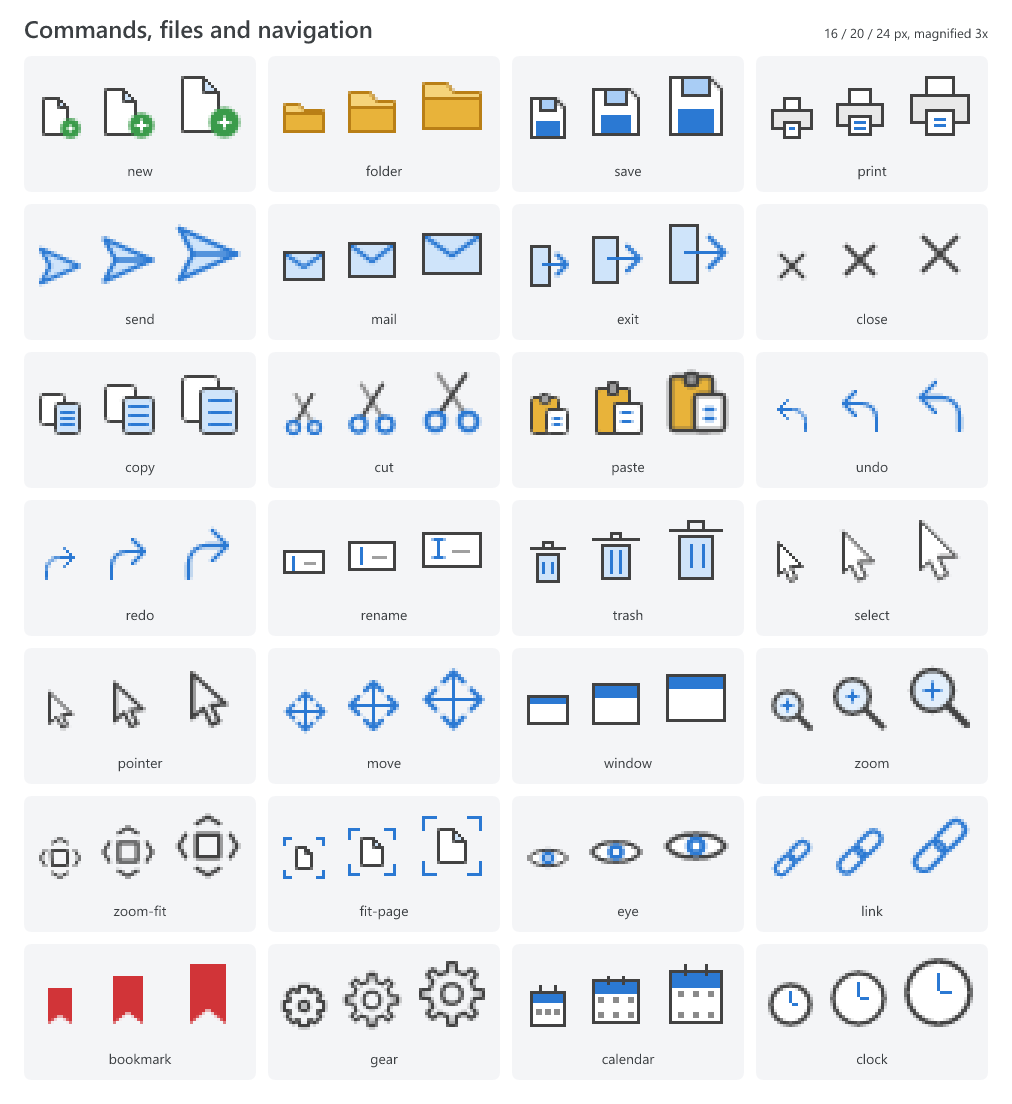 Commands, files and navigation
16 / 20 / 24 px, magnified 3x
new
folder
save
print
send
mail
exit
close
copy
cut
paste
undo
redo
rename
trash
select
pointer
move
window
zoom
zoom-fit
fit-page
eye
link
bookmark
gear
calendar
clock